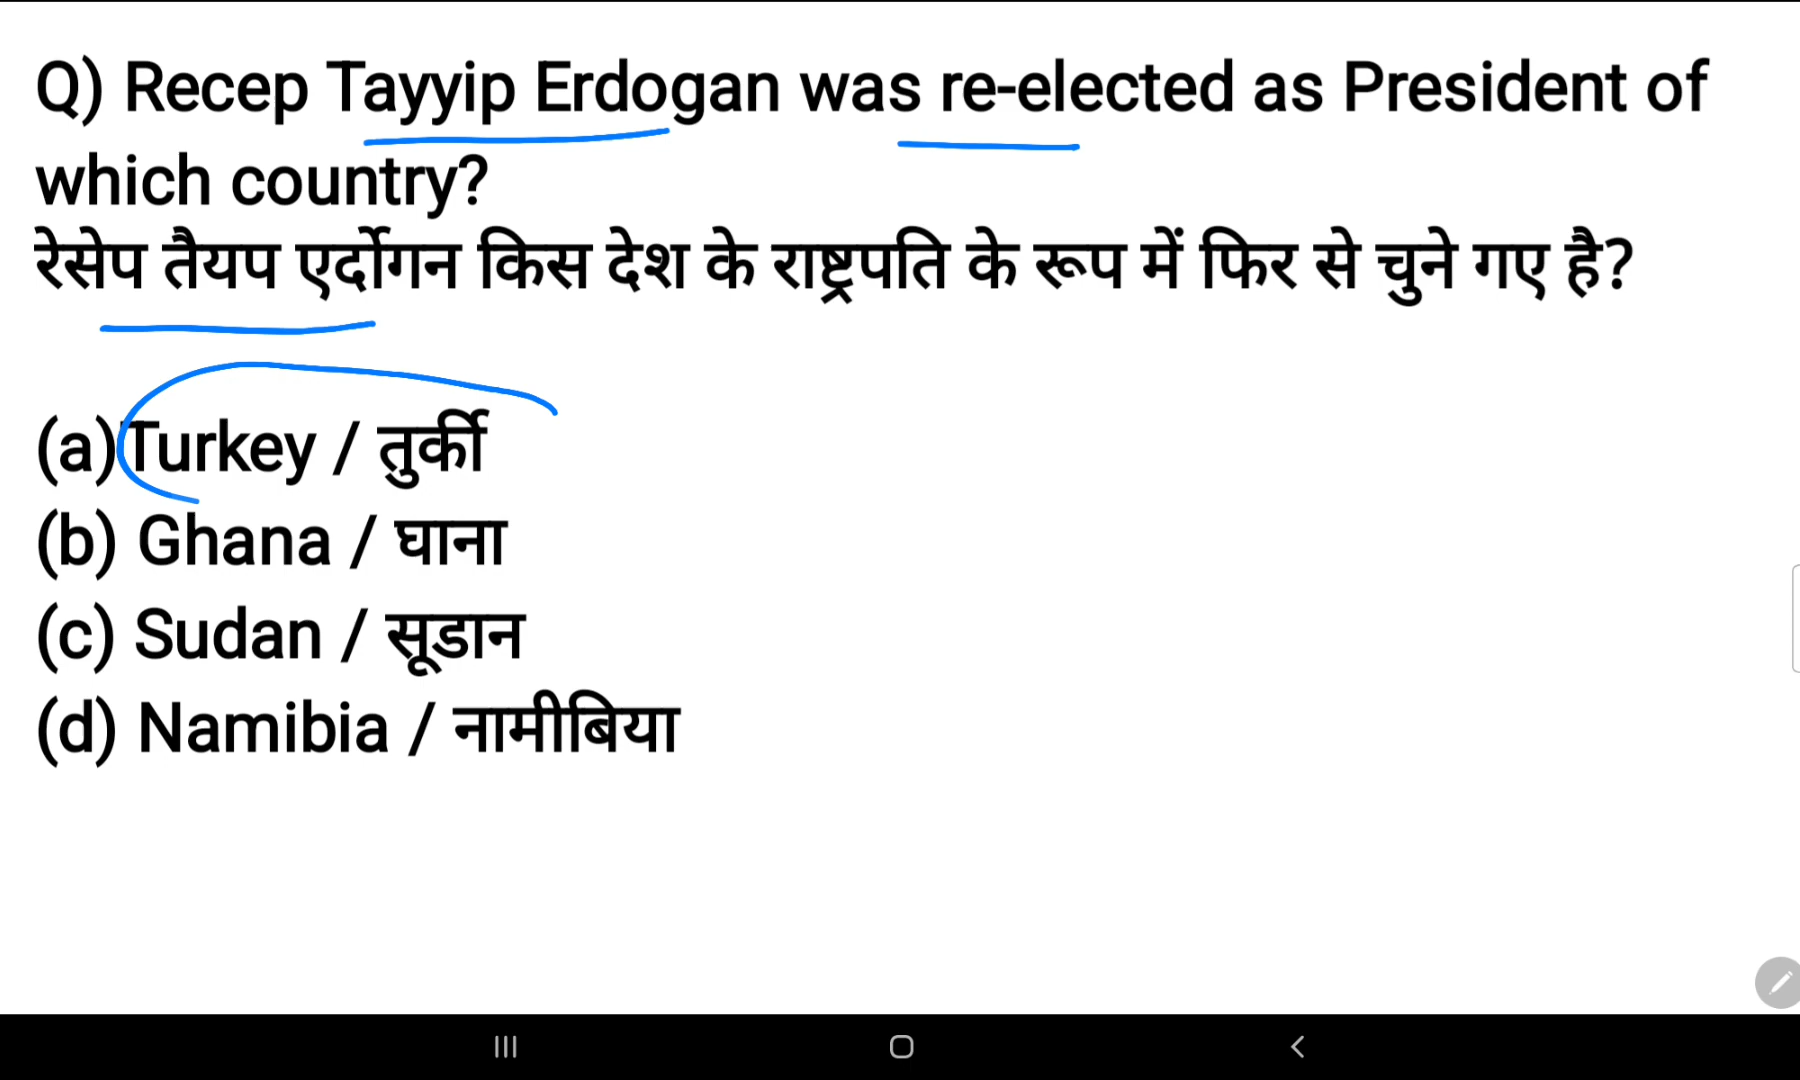 Q) Recep Tayyip Erdogan was re-elected as President of
which country?
रेसेप तैयप एर्दोगन किस देश के राष्ट्रपति के रूप में फिर से चुने गए है?
(a)Turkey / तुर्की
(b) Ghana / घाना
(c) Sudan / सूडान
(d) Namibia / नामीबिया